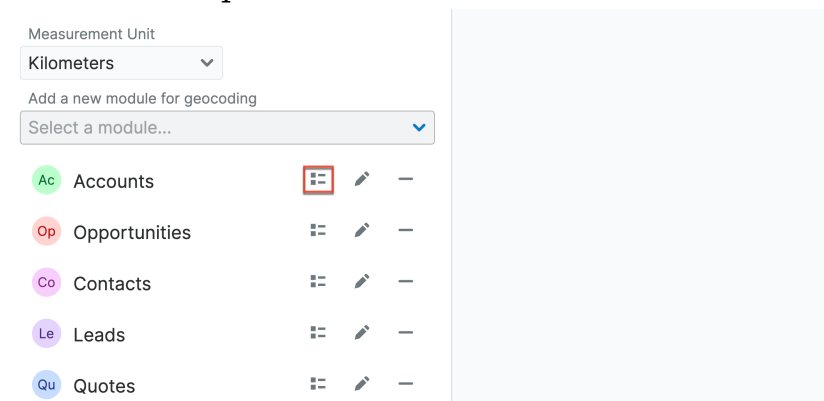 Measurement Unit
Kilometers
Add a new module for geocoding
Select a module...
Ac Accounts
Op Opportunities
Co Contacts
Le Leads
Qu Quotes